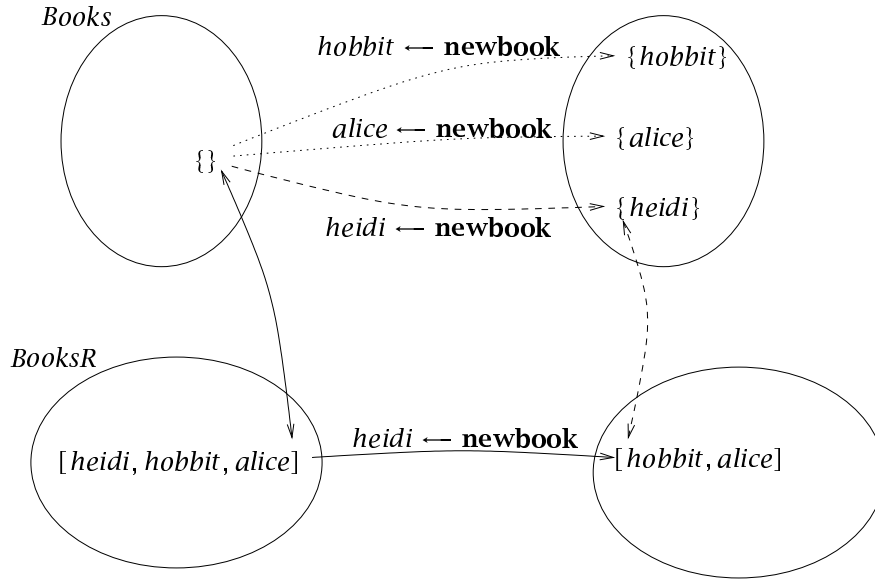 Books
hobbit ← newbook
{hobbit}
alice ← newbook
{alice}
{}
{heidi}
heidi ← newbook
BooksR
heidi ← newbook
[heidi, hobbit, alice]
[hobbit, alice]